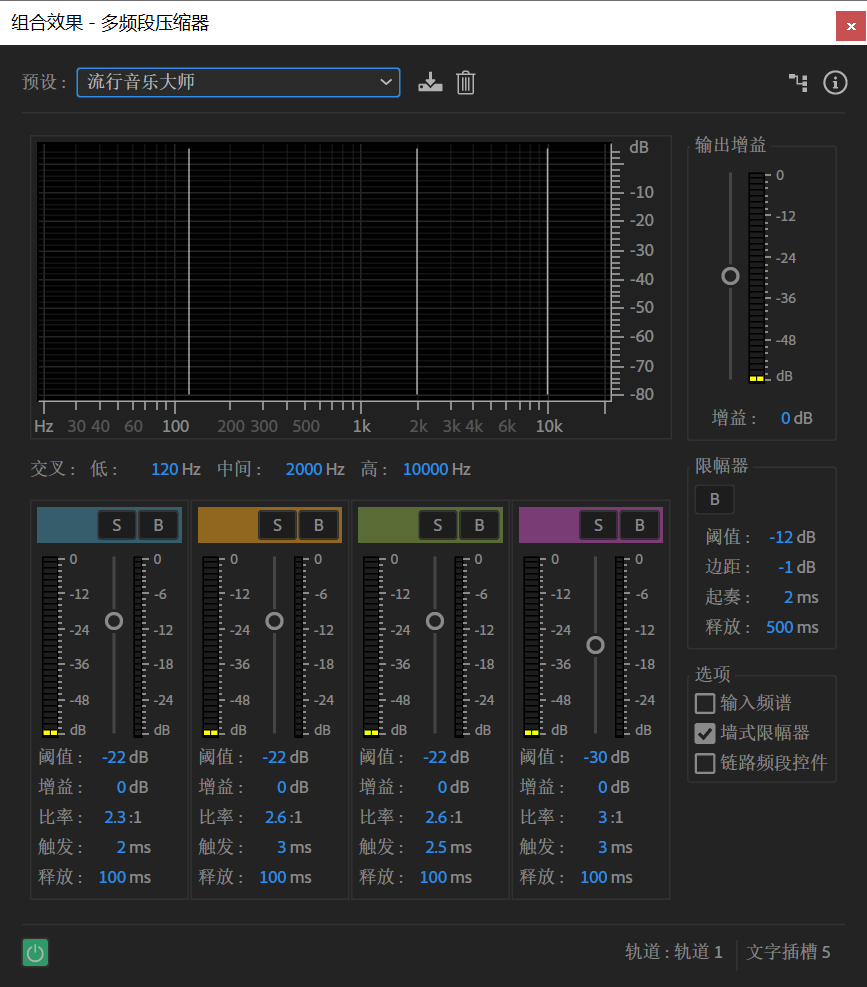 组合效果 - 多频段压缩器
×
预设： 流行音乐大师
dB
-10
-20
-30
-40
-50
-60
-70
-80
Hz 30 40 60 100 200 300 500 1k 2k 3k 4k 6k 10k
输出增益
0
-12
-24
-36
-48
dB
增益： 0 dB
交叉： 低： 120 Hz 中间： 2000 Hz 高： 10000 Hz
S B
0 0
-12 -6
-24 -12
-36 -18
-48 -24
dB dB
阈值： -22 dB
增益： 0 dB
比率： 2.3 :1
触发： 2 ms
释放： 100 ms
S B
0 0
-12 -6
-24 -12
-36 -18
-48 -24
dB dB
阈值： -22 dB
增益： 0 dB
比率： 2.6 :1
触发： 3 ms
释放： 100 ms
S B
0 0
-12 -6
-24 -12
-36 -18
-48 -24
dB dB
阈值： -22 dB
增益： 0 dB
比率： 2.6 :1
触发： 2.5 ms
释放： 100 ms
S B
0 0
-12 -6
-24 -12
-36 -18
-48 -24
dB dB
阈值： -30 dB
增益： 0 dB
比率： 3 :1
触发： 3 ms
释放： 100 ms
限幅器
B
阈值： -12 dB
边距： -1 dB
起奏： 2 ms
释放： 500 ms
选项
输入频谱
墙式限幅器
链路频段控件
轨道 : 轨道 1 文字插槽 5